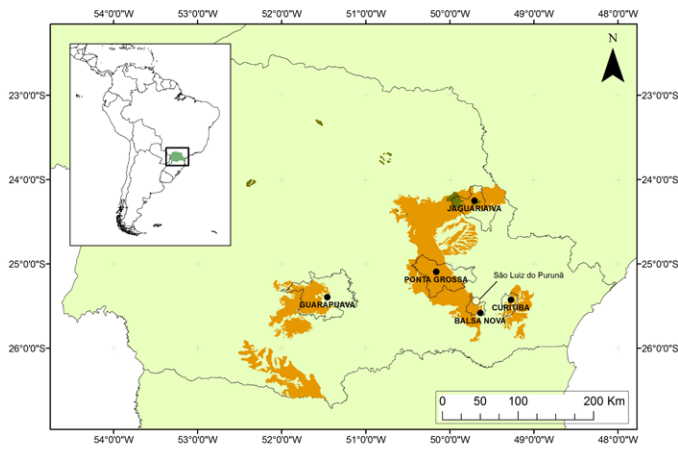 54°0'0"W 53°0'0"W 52°0'0"W 51°0'0"W 50°0'0"W 49°0'0"W 48°0'0"W
N
23°0'0"S 23°0'0"S
24°0'0"S 24°0'0"S
JAGUARIAIVA
25°0'0"S 25°0'0"S
São Luiz do Purunã
PONTA GROSSA
GUARAPUAVA
CURITIBA
BALSA NOVA
26°0'0"S 26°0'0"S
0 50 100 200 Km
54°0'0"W 53°0'0"W 52°0'0"W 51°0'0"W 50°0'0"W 49°0'0"W 48°0'0"W